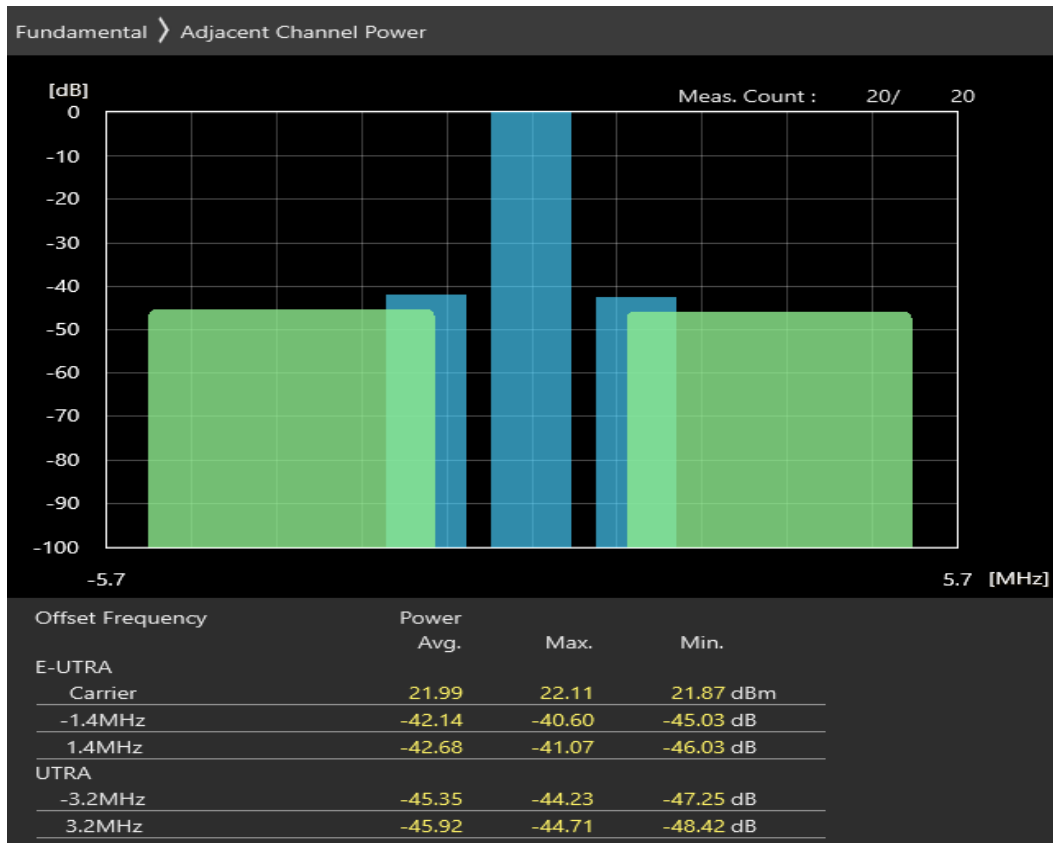 Fundamental 》 Adjacent Channel Power
[dB]
Meas. Count : 20/ 20
0
-10
-20
-30
-40
-50
-60
-70
-80
-90
-100
-5.7 5.7 [MHz]
Offset Frequency Power
Avg. Max. Min.
E-UTRA
Carrier 21.99 22.11 21.87 dBm
-1.4MHz -42.14 -40.60 -45.03 dB
1.4MHz -42.68 -41.07 -46.03 dB
UTRA
-3.2MHz -45.35 -44.23 -47.25 dB
3.2MHz -45.92 -44.71 -48.42 dB